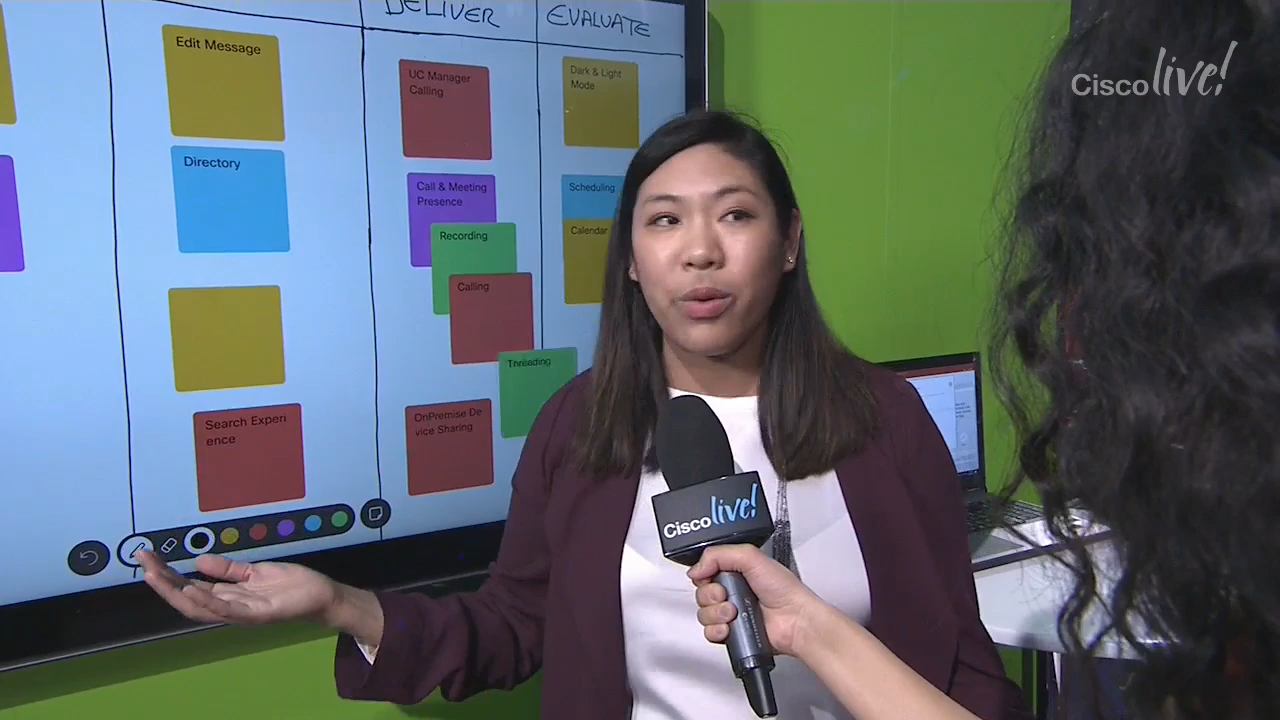 DELIVER
EVALUATE
Edit Message
UC Manager
Calling
Dark & Light
Mode
Cisco live!
Directory
Call & Meeting
Presence
Scheduling
Recording
Calendar
Calling
Threading
Search Experi
ence
OnPremise De
vice Sharing
Cisco live!